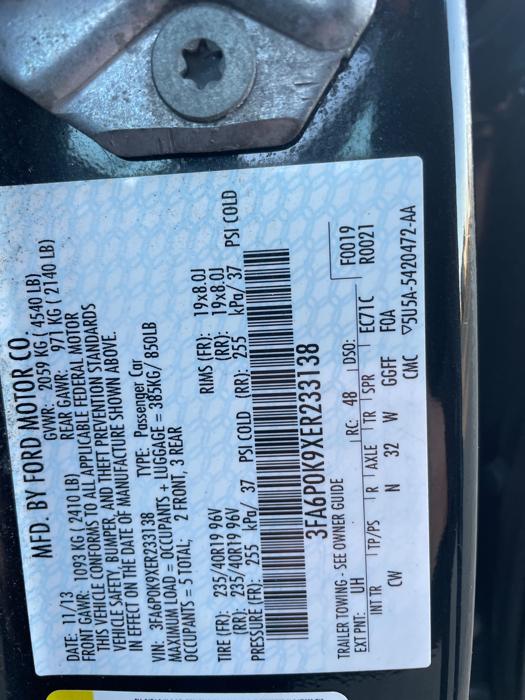 MFD. BY FORD MOTOR CO.
DATE: 11/13 GVWR: 2059 KG ( 4540 LB)
FRONT GAWR: 1093 KG ( 2410 LB) REAR GAWR: 971 KG ( 2140 LB)
THIS VEHICLE CONFORMS TO ALL APPLICABLE FEDERAL MOTOR
VEHICLE SAFETY, BUMPER, AND THEFT PREVENTION STANDARDS
IN EFFECT ON THE DATE OF MANUFACTURE SHOWN ABOVE.
VIN: 3FA6P0K9XER233138 TYPE: Passenger Car
MAXIMUM LOAD = OCCUPANTS + LUGGAGE = 385KG/ 850LB
OCCUPANTS = 5 TOTAL; 2 FRONT, 3 REAR
TIRE (FR): 235/40R19 96V RIMS (FR): 19x8.0J
(RR): 235/40R19 96V (RR): 19x8.0J
PRESSURE (FR): 255 kPa/ 37 PSI COLD (RR): 255 kPa/ 37 PSI COLD
3FA6P0K9XER233138
F0019
R0021
TRAILER TOWING - SEE OWNER GUIDE
EXT PNT: UH RC: 48 DSO: EC71C
INT TR TP/PS R AXLE TR SPR F0A
CW N 32 W GGFF
CMC ▽5U5A-5420472-AA